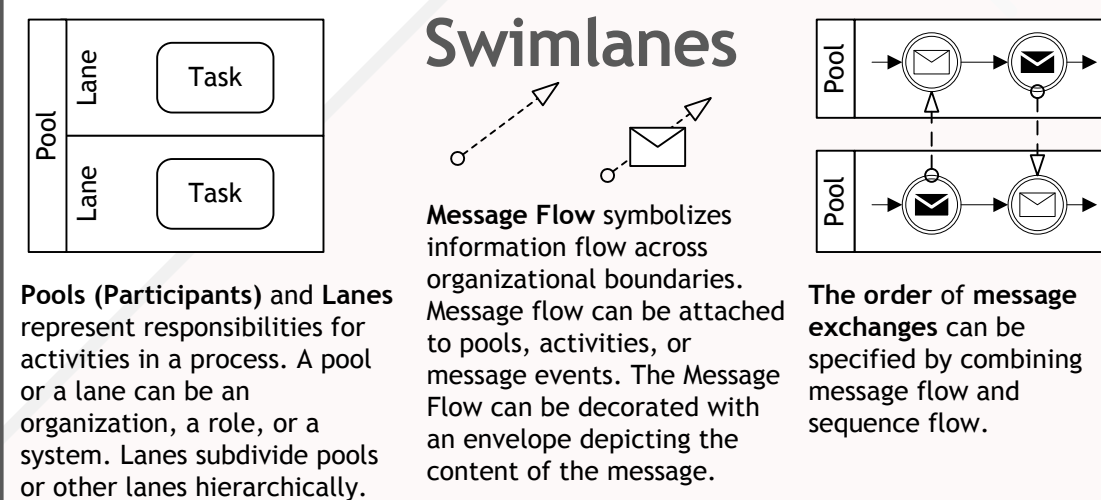 Swimlanes
Pool
Lane
Task
Lane
Task
Pools (Participants) and Lanes
represent responsibilities for
activities in a process. A pool
or a lane can be an
organization, a role, or a
system. Lanes subdivide pools
or other lanes hierarchically.
Message Flow symbolizes
information flow across
organizational boundaries.
Message flow can be attached
to pools, activities, or
message events. The Message
Flow can be decorated with
an envelope depicting the
content of the message.
Pool
Pool
The order of message
exchanges can be
specified by combining
message flow and
sequence flow.